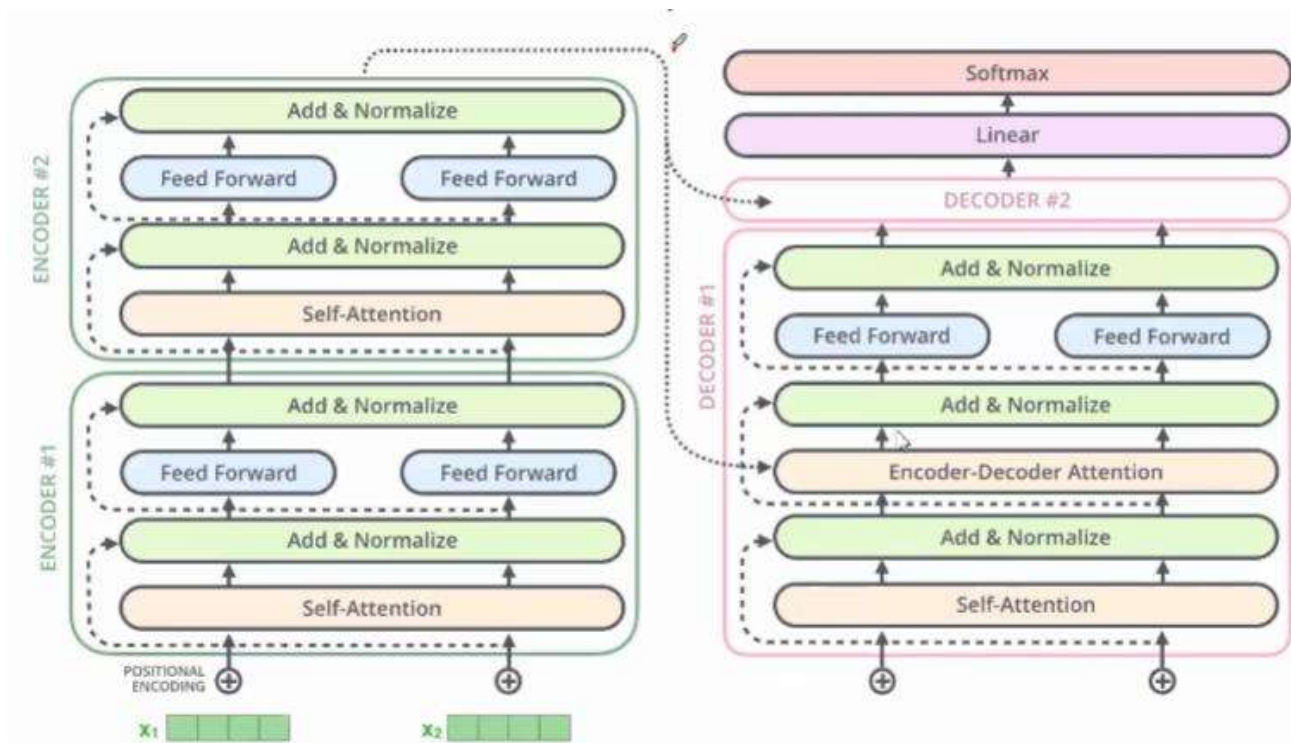 ENCODER #2
Add & Normalize
Feed Forward
Feed Forward
Add & Normalize
Self-Attention
ENCODER #1
Add & Normalize
Feed Forward
Feed Forward
Add & Normalize
Self-Attention
POSITIONAL
ENCODING
x₁
x₂
Softmax
Linear
DECODER #2
DECODER #1
Add & Normalize
Feed Forward
Feed Forward
Add & Normalize
Encoder-Decoder Attention
Add & Normalize
Self-Attention